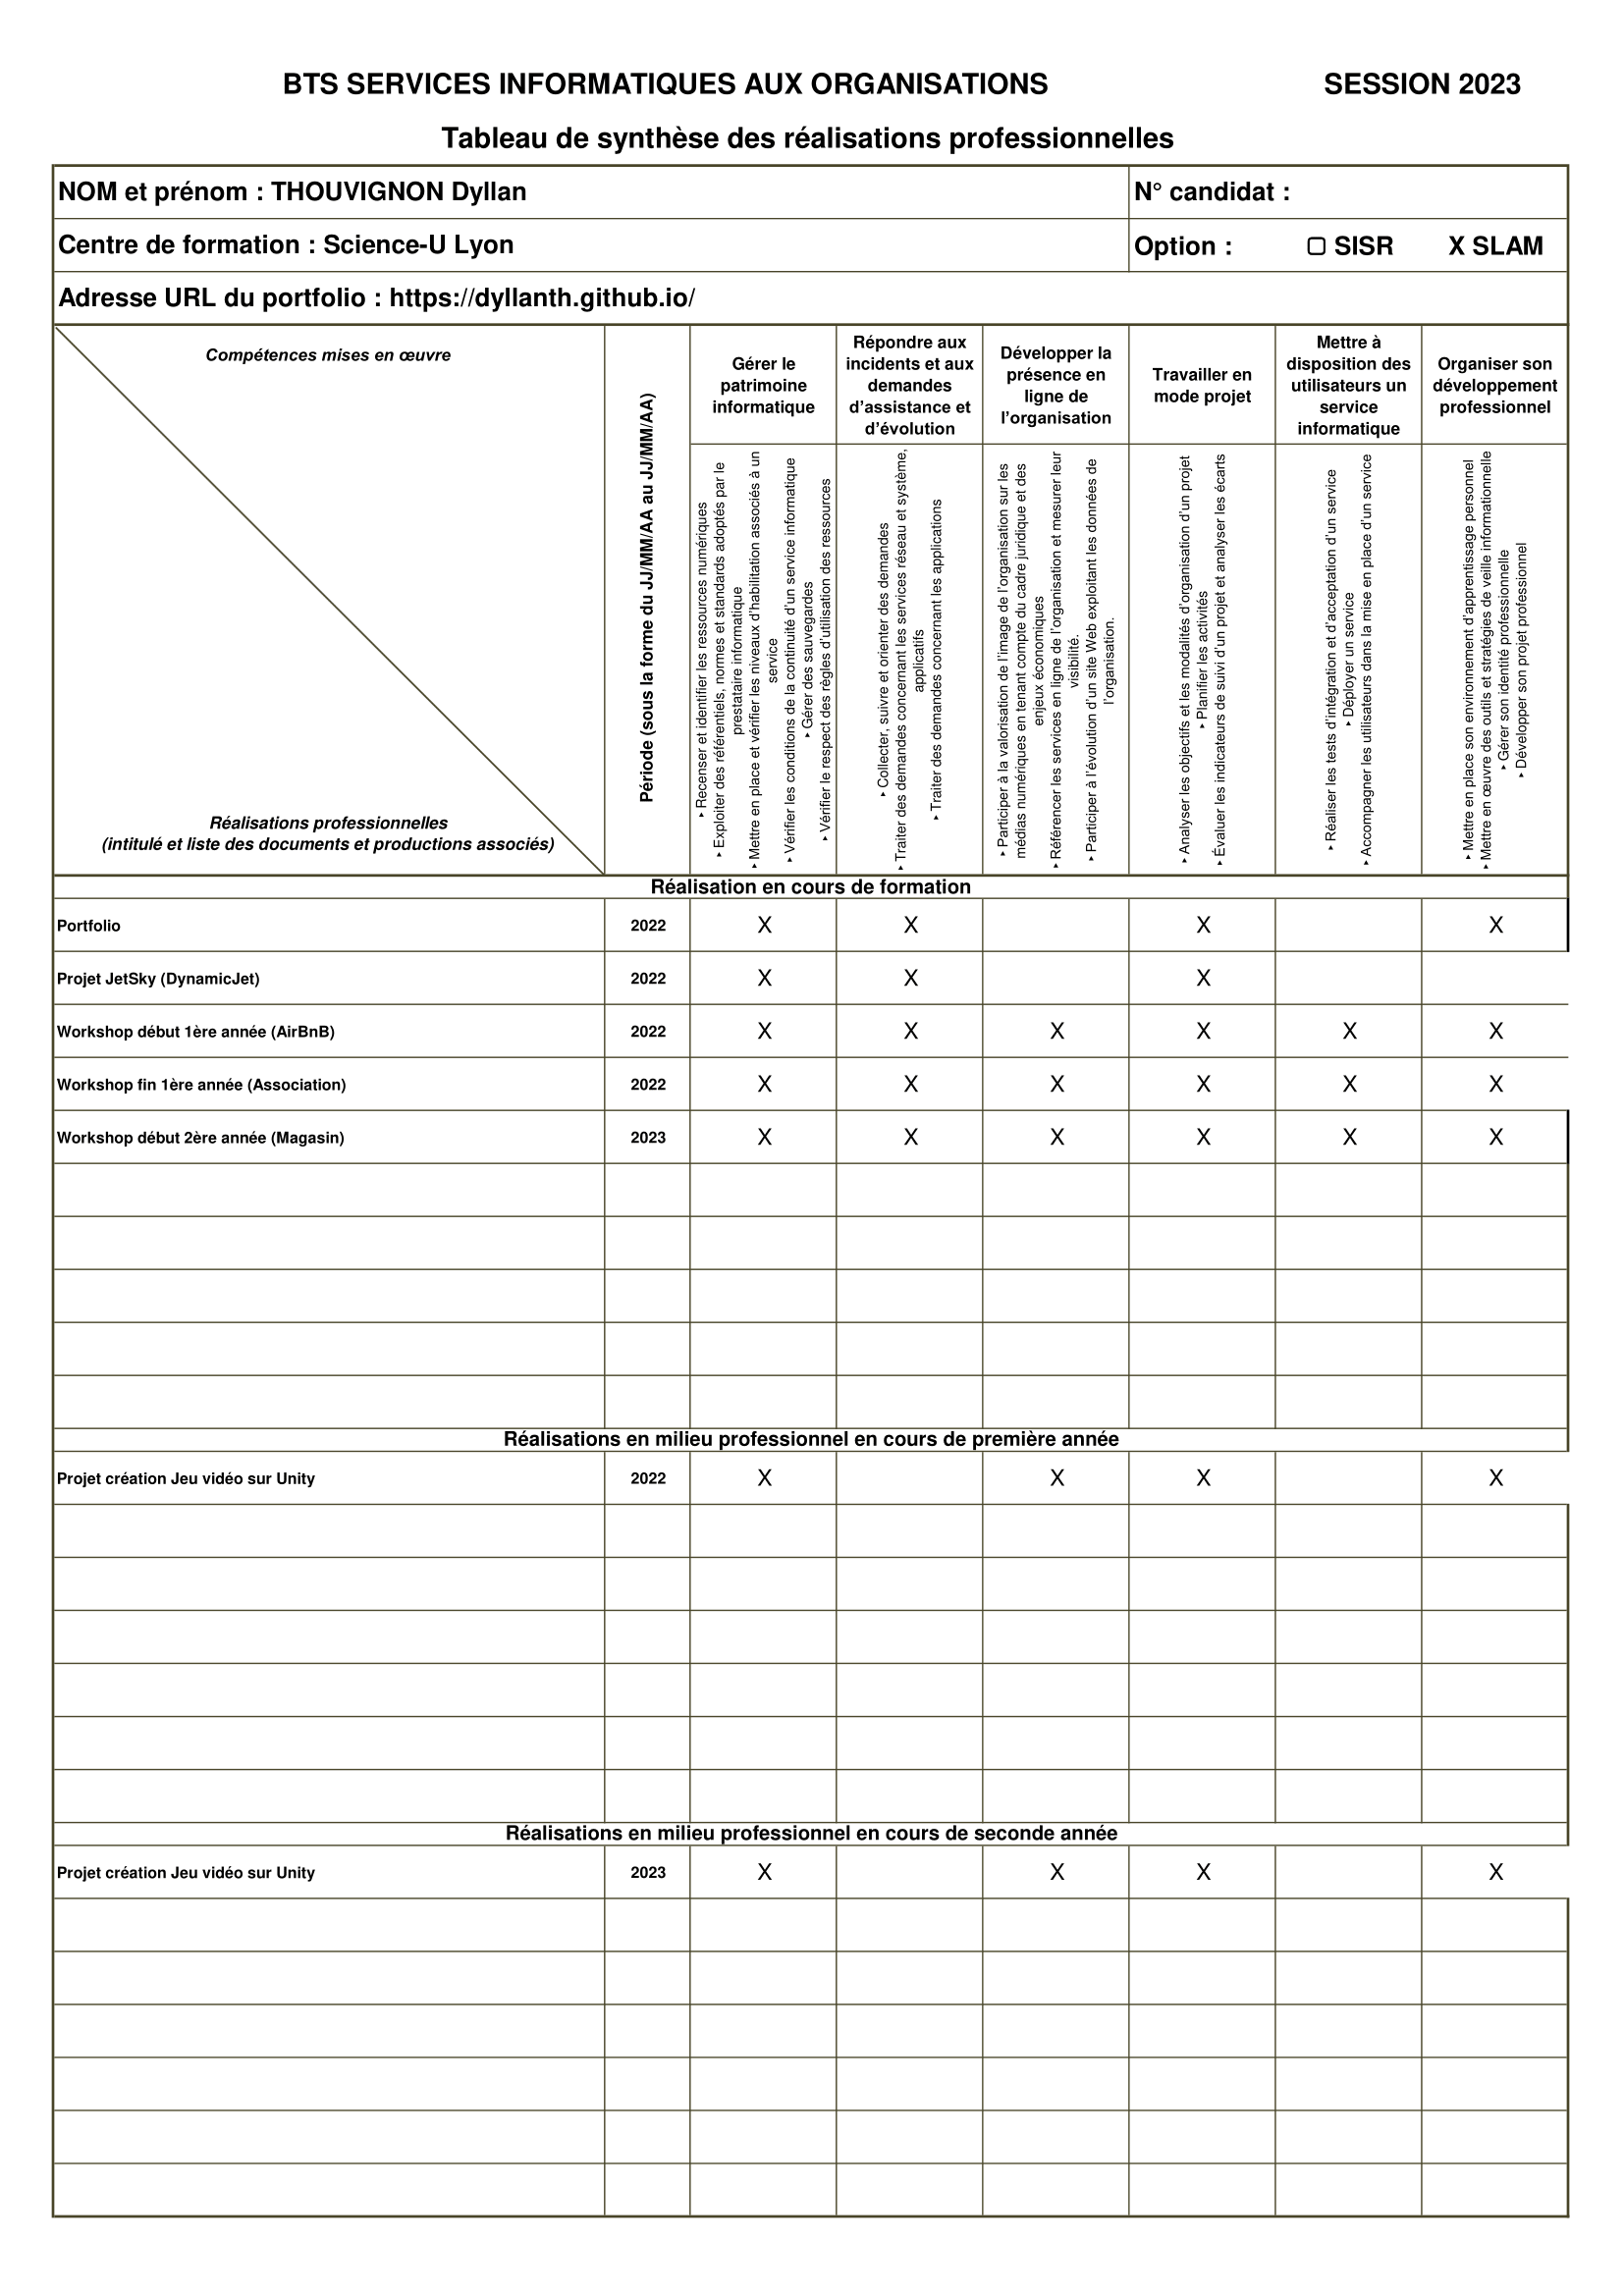 BTS SERVICES INFORMATIQUES AUX ORGANISATIONS SESSION 2023
Tableau de synthèse des réalisations professionnelles
NOM et prénom : THOUVIGNON Dyllan N° candidat :
Centre de formation : Science-U Lyon Option : ▢ SISR X SLAM
Adresse URL du portfolio : https://dyllanth.github.io/
Compétences mises en œuvre
Réalisations professionnelles
(intitulé et liste des documents et productions associés)
Période (sous la forme du JJ/MM/AA au JJ/MM/AA)
Gérer le
patrimoine
informatique
Répondre aux
incidents et aux
demandes
d’assistance et
d’évolution
Développer la
présence en
ligne de
l’organisation
Travailler en
mode projet
Mettre à
disposition des
utilisateurs un
service
informatique
Organiser son
développement
professionnel
‣ Recenser et identifier les ressources numériques
‣ Exploiter des référentiels, normes et standards adoptés par le
prestataire informatique
‣ Mettre en place et vérifier les niveaux d’habilitation associés à un
service
‣ Vérifier les conditions de la continuité d’un service informatique
‣ Gérer des sauvegardes
‣ Vérifier le respect des règles d’utilisation des ressources
‣ Collecter, suivre et orienter des demandes
‣ Traiter des demandes concernant les services réseau et système,
applicatifs
‣ Traiter des demandes concernant les applications
‣ Participer à la valorisation de l’image de l’organisation sur les
médias numériques en tenant compte du cadre juridique et des
enjeux économiques
‣ Référencer les services en ligne de l’organisation et mesurer leur
visibilité.
‣ Participer à l’évolution d’un site Web exploitant les données de
l’organisation.
‣ Analyser les objectifs et les modalités d’organisation d’un projet
‣ Planifier les activités
‣ Évaluer les indicateurs de suivi d’un projet et analyser les écarts
‣ Réaliser les tests d’intégration et d’acceptation d’un service
‣ Déployer un service
‣ Accompagner les utilisateurs dans la mise en place d’un service
‣ Mettre en place son environnement d’apprentissage personnel
‣ Mettre en œuvre des outils et stratégies de veille informationnelle
‣ Gérer son identité professionnelle
‣ Développer son projet professionnel
Réalisation en cours de formation
Portfolio 2022 X X X X
Projet JetSky (DynamicJet) 2022 X X X
Workshop début 1ère année (AirBnB) 2022 X X X X X X
Workshop fin 1ère année (Association) 2022 X X X X X X
Workshop début 2ère année (Magasin) 2023 X X X X X X
Réalisations en milieu professionnel en cours de première année
Projet création Jeu vidéo sur Unity 2022 X X X X
Réalisations en milieu professionnel en cours de seconde année
Projet création Jeu vidéo sur Unity 2023 X X X X